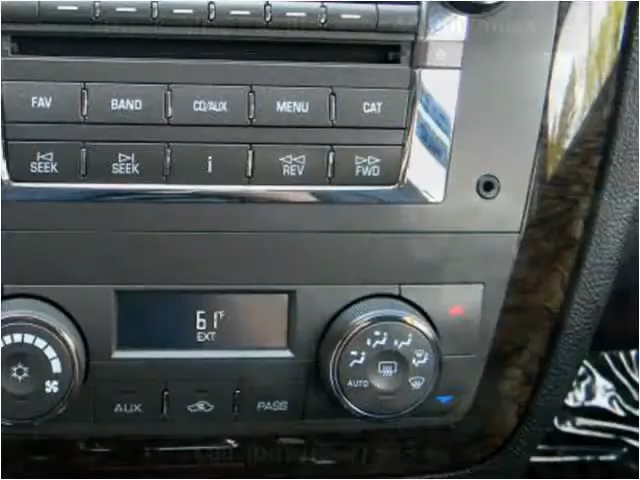 FAV BAND CD/AUX MENU CAT
SEEK SEEK i REV FWD
61°F
EXT
AUTO
AUX PASS